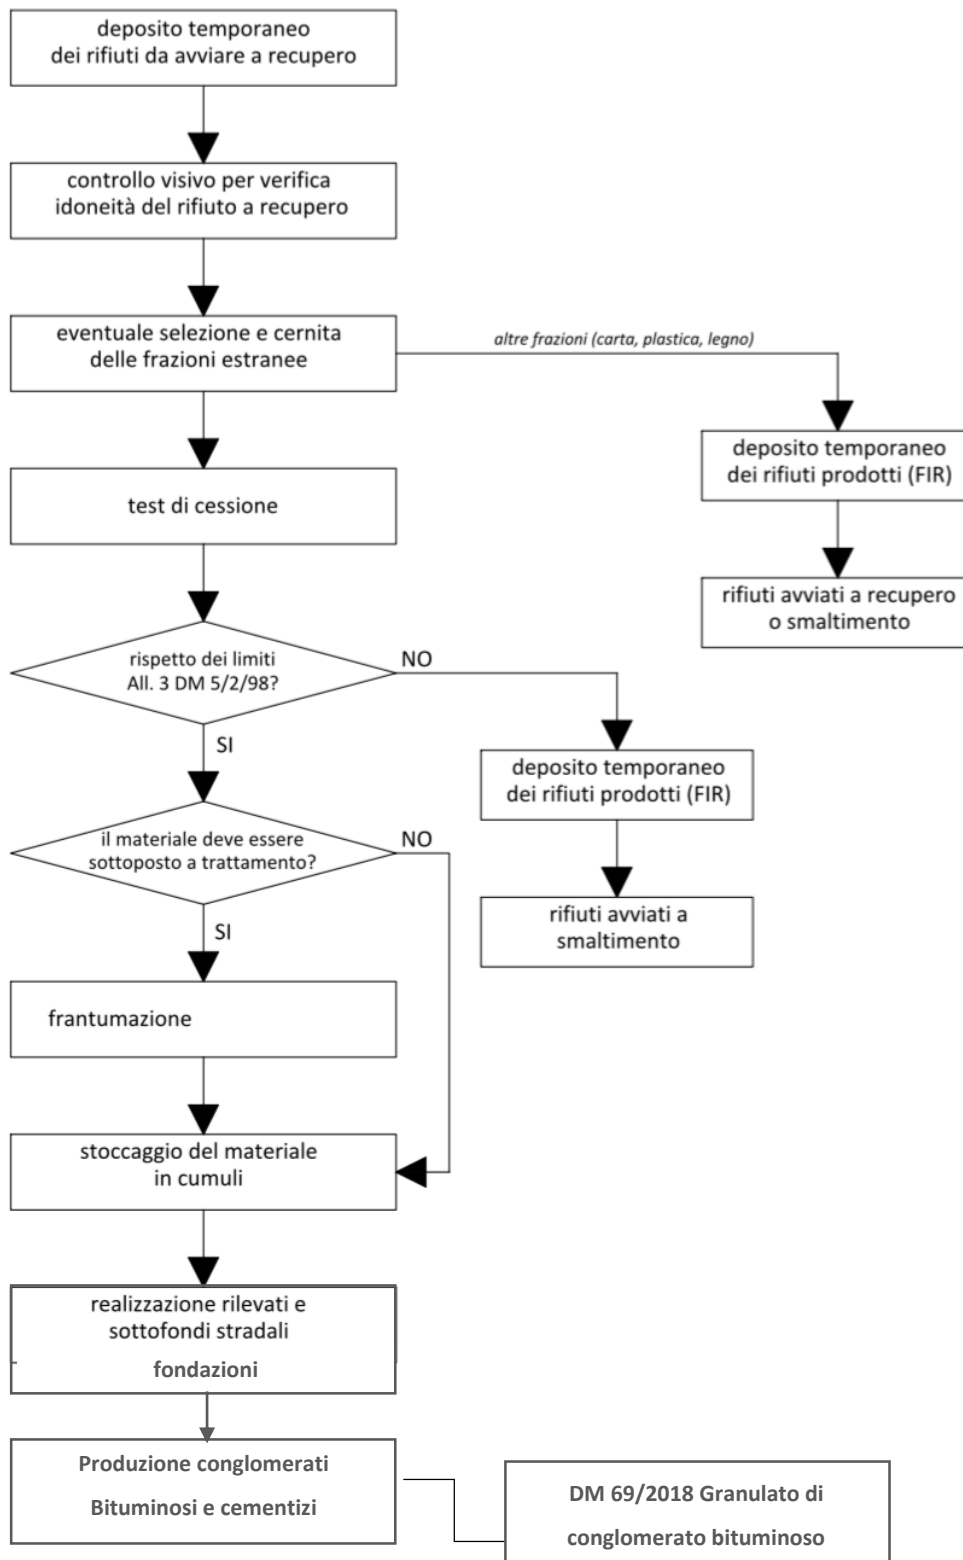 deposito temporaneo
dei rifiuti da avviare a recupero
controllo visivo per verifica
idoneità del rifiuto a recupero
eventuale selezione e cernita
delle frazioni estranee
altre frazioni (carta, plastica, legno)
deposito temporaneo
dei rifiuti prodotti (FIR)
rifiuti avviati a recupero
o smaltimento
test di cessione
rispetto dei limiti
All. 3 DM 5/2/98?
NO
SI
deposito temporaneo
dei rifiuti prodotti (FIR)
rifiuti avviati a
smaltimento
il materiale deve essere
sottoposto a trattamento?
NO
SI
frantumazione
stoccaggio del materiale
in cumuli
realizzazione rilevati e
sottofondi stradali
fondazioni
Produzione conglomerati
Bituminosi e cementizi
DM 69/2018 Granulato di
conglomerato bituminoso